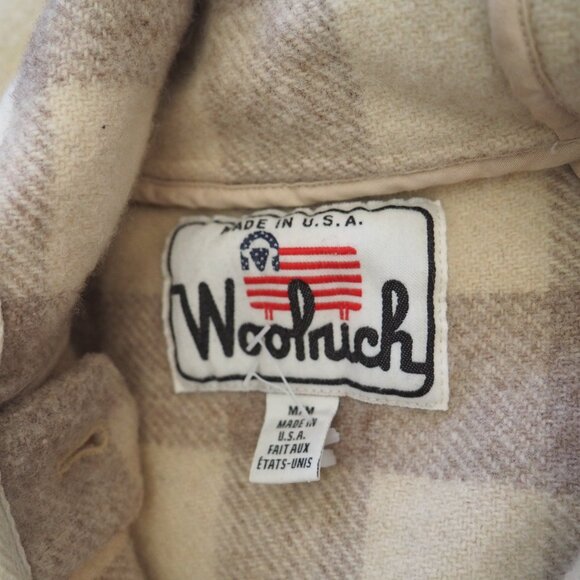 MADE IN U.S.A.
Woolrich
M/M
MADE IN
U.S.A.
FAIT AUX
ÉTATS-UNIS